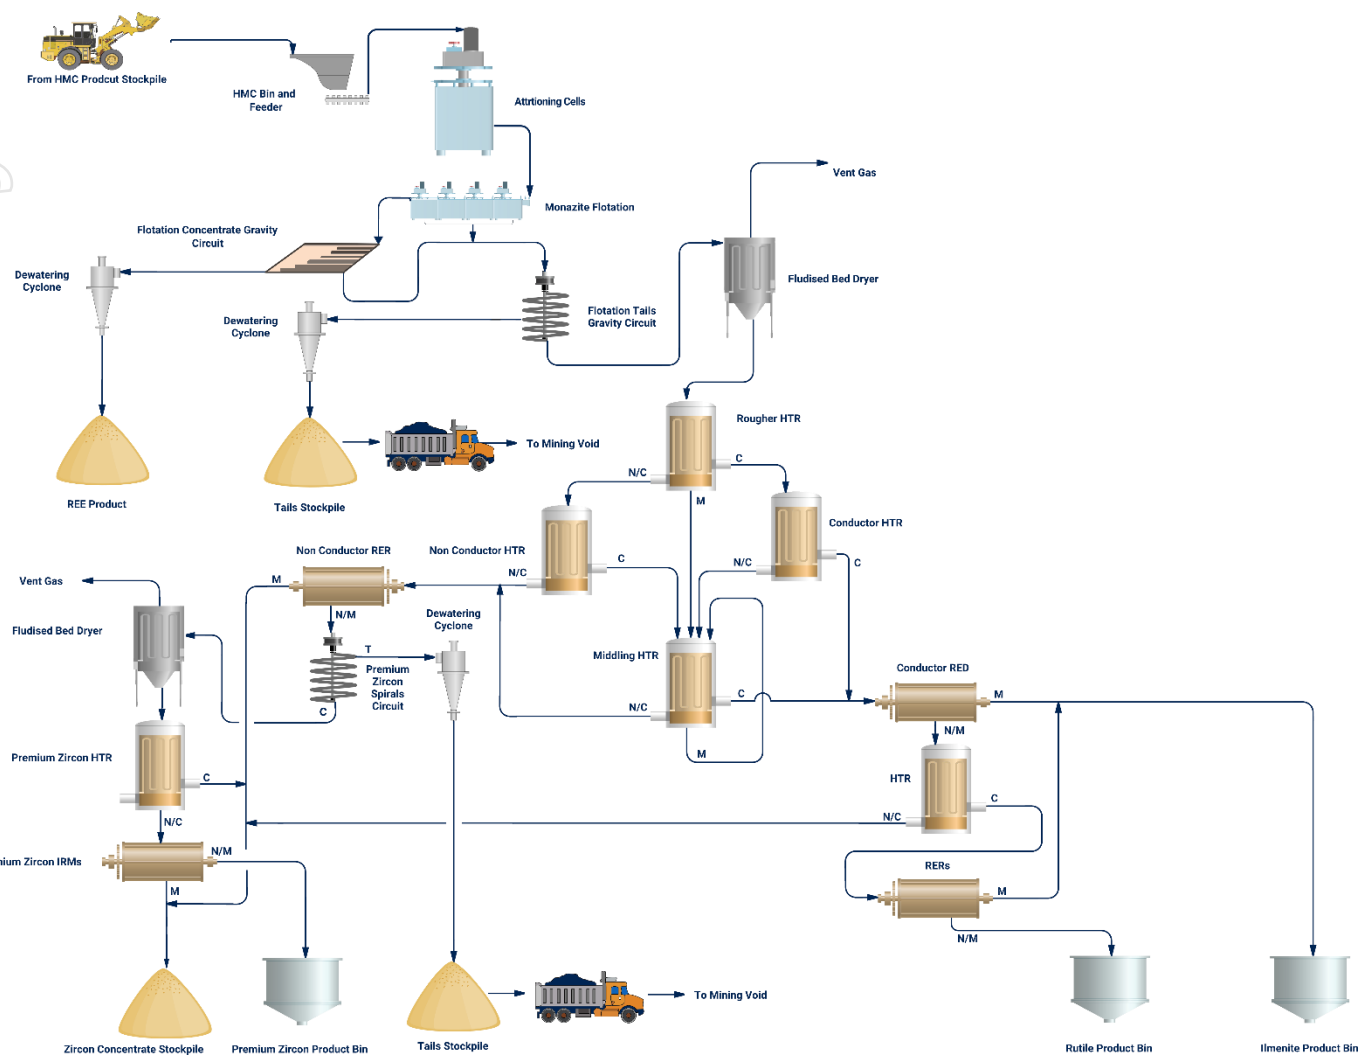 From HMC Prodcut Stockpile
HMC Bin and
Feeder
Attrtioning Cells
Vent Gas
Monazite Flotation
Flotation Concentrate Gravity
Circuit
Dewatering
Cyclone
Fludised Bed Dryer
Dewatering
Cyclone
Flotation Tails
Gravity Circuit
Rougher HTR
To Mining Void
C
N/C
M
REE Product
Tails Stockpile
Conductor HTR
Non Conductor RER
Non Conductor HTR
C
N/C
C
Vent Gas
M
N/C
N/M
Dewatering
Cyclone
Fludised Bed Dryer
T
Premium
Zircon
Spirals
Circuit
C
Middling HTR
Conductor RED
C
M
N/C
N/M
M
Premium Zircon HTR
C
HTR
C
N/C
N/C
N/M
nium Zircon IRMs
M
RERs
M
N/M
To Mining Void
Zircon Concentrate Stockpile
Premium Zircon Product Bin
Tails Stockpile
Rutile Product Bin
Ilmenite Product Bin